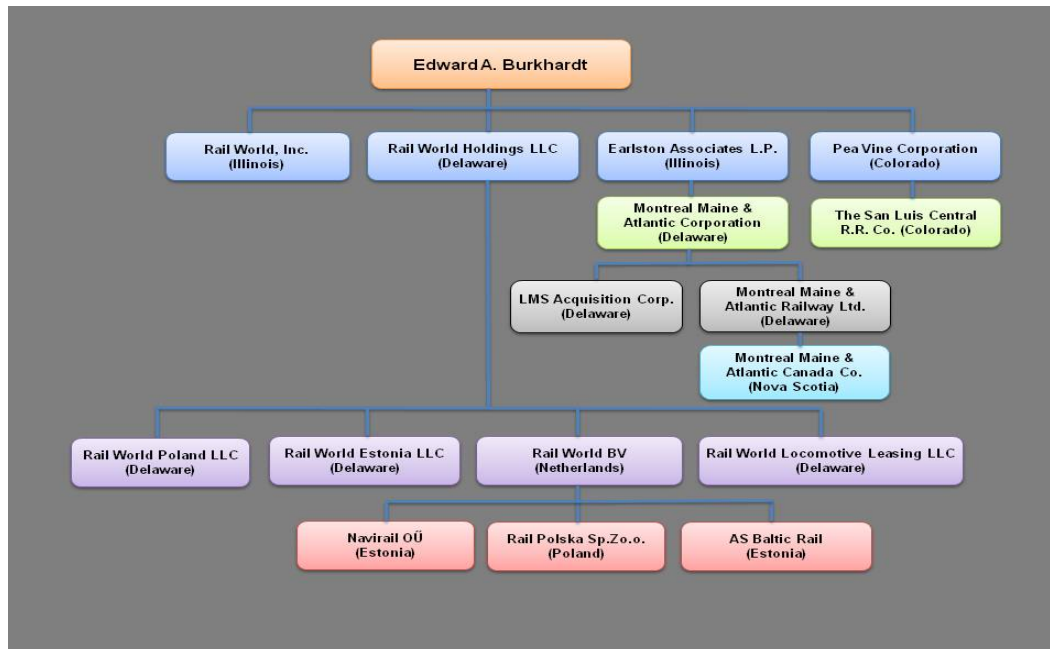 Edward A. Burkhardt
Rail World, Inc.
(Illinois)
Rail World Holdings LLC
(Delaware)
Earlston Associates L.P.
(Illinois)
Pea Vine Corporation
(Colorado)
Montreal Maine &
Atlantic Corporation
(Delaware)
The San Luis Central
R.R. Co. (Colorado)
LMS Acquisition Corp.
(Delaware)
Montreal Maine &
Atlantic Railway Ltd.
(Delaware)
Montreal Maine &
Atlantic Canada Co.
(Nova Scotia)
Rail World Poland LLC
(Delaware)
Rail World Estonia LLC
(Delaware)
Rail World BV
(Netherlands)
Rail World Locomotive Leasing LLC
(Delaware)
Navirail OÜ
(Estonia)
Rail Polska Sp.Zo.o.
(Poland)
AS Baltic Rail
(Estonia)